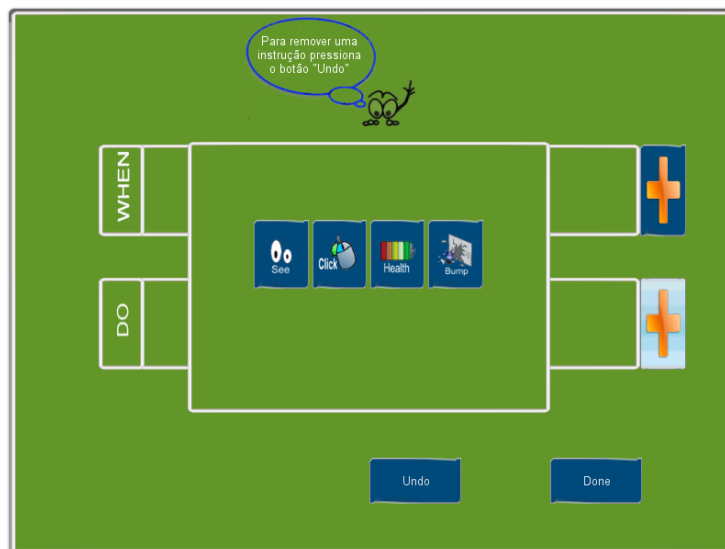 Para remover uma
instrução pressiona
o botão "Undo"
WHEN
See
Click
Health
Bump
DO
Undo
Done